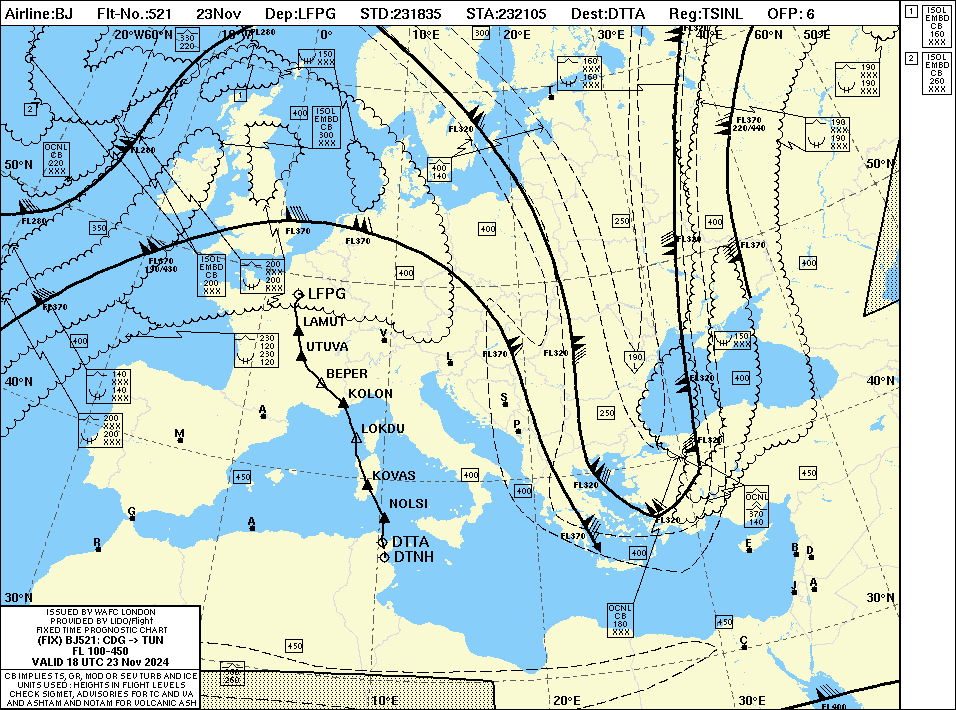 Airline:BJ Flt-No.:521 23Nov Dep:LFPG STD:231835 STA:232105 Dest:DTTA Reg:TSINL OFP: 6
20°W60°N 0° 10°E 20°E 30°E 40°E 60°N 50°E
1
ISOL
EMBD
CB
160
XXX
2
ISOL
EMBD
CB
260
XXX
330
220
FL280
150
XXX
300
160
XXX
160
XXX
190
XXX
190
XXX
FL320
1
2
T
400
ISOL
EMBD
CB
300
XXX
FL320
FL370
220/440
190
XXX
190
XXX
FL280
OCNL
CB
220
XXX
50°N
400
140
50°N
FL280
350
FL370
FL370
400
250
400
FL320
FL370
FL370
190/430
ISOL
EMBD
CB
200
XXX
200
XXX
200
XXX
400
400
LFPG
FL370
LAMUT
400
UTUVA
230
120
230
120
V
L
FL370
FL320
190
150
XXX
40°N
140
XXX
140
XXX
BEPER
KOLON
FL320
400
40°N
A
S
250
200
XXX
200
XXX
M
LOKDU
P
FL320
450
KOVAS
400
400
FL320
450
NOLSI
OCNL
370
140
G
A
FL320
R
DTTA
DTNH
FL370
400
E
B
D
30°N
J
A
30°N
OCNL
CB
180
XXX
450
450
C
ISSUED BY WAFC LONDON
PROVIDED BY LIDO/Flight
FIXED TIME PROGNOSTIC CHART
(FIX) BJ521: CDG -> TUN
FL 100-450
VALID 18 UTC 23 Nov 2024
CB IMPLIES TS, GR, MOD OR SEV TURB AND ICE
UNITS USED : HEIGHTS IN FLIGHT LEVELS
CHECK SIGMET, ADVISORIES FOR TC AND VA
AND ASHTAM AND NOTAM FOR VOLCANIC ASH
260
10°E
20°E
30°E
FL400